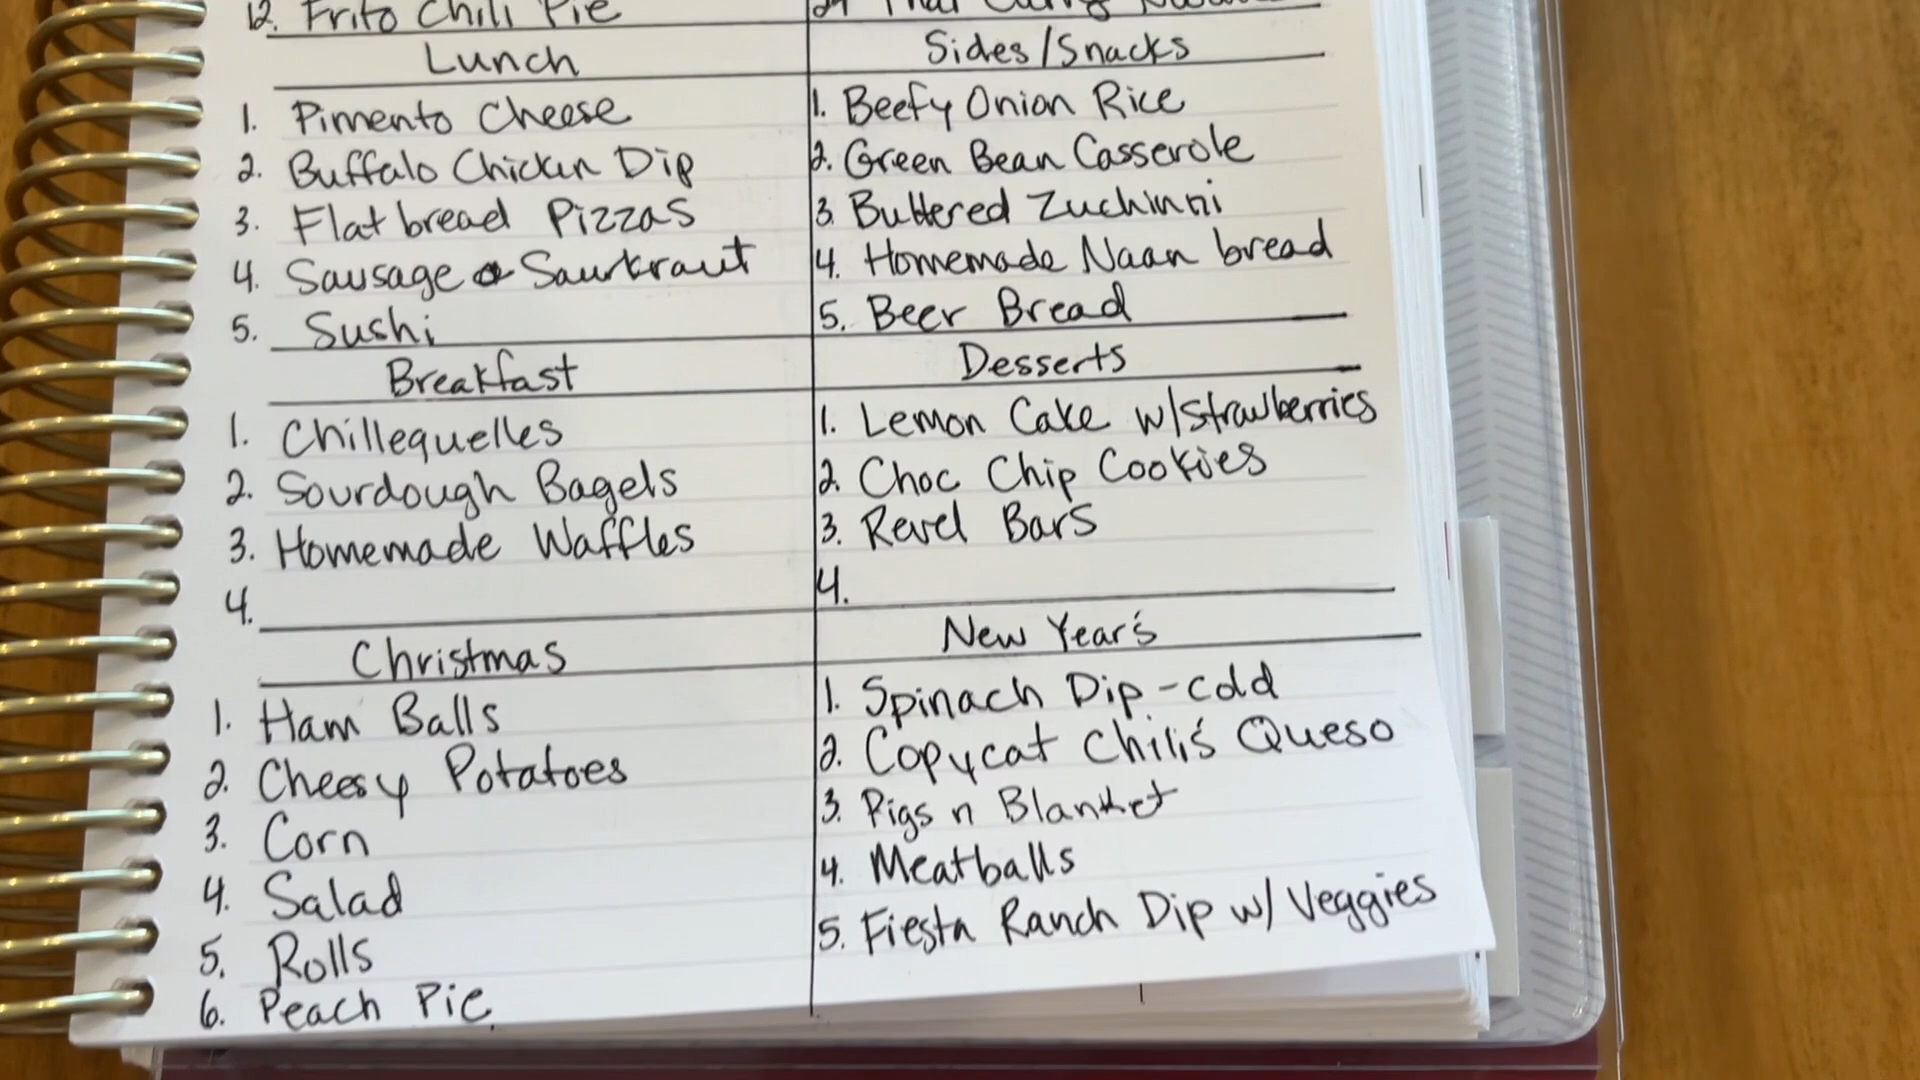 12. Frito Chili Pie
Lunch
1. Pimento Cheese
2. Buffalo Chicken Dip
3. Flat bread Pizzas
4. Sausage Saurkraut
5. Sushi
Breakfast
1. Chillequelles
2. Sourdough Bagels
3. Homemade Waffles
4.
Christmas
1. Ham Balls
2. Cheesy Potatoes
3. Corn
4. Salad
5. Rolls
6. Peach Pie
24 Thai Curry
Sides/Snacks
1. Beefy Onion Rice
2. Green Bean Casserole
3. Buttered Zuchinni
4. Homemade Naan bread
5. Beer Bread
Desserts
1. Lemon Cake w/strawberries
2. Choc Chip Cookies
3. Revel Bars
4.
New Year's
1. Spinach Dip - cold
2. Copycat Chili's Queso
3. Pigs n Blanket
4. Meatballs
5. Fiesta Ranch Dip w/ Veggies